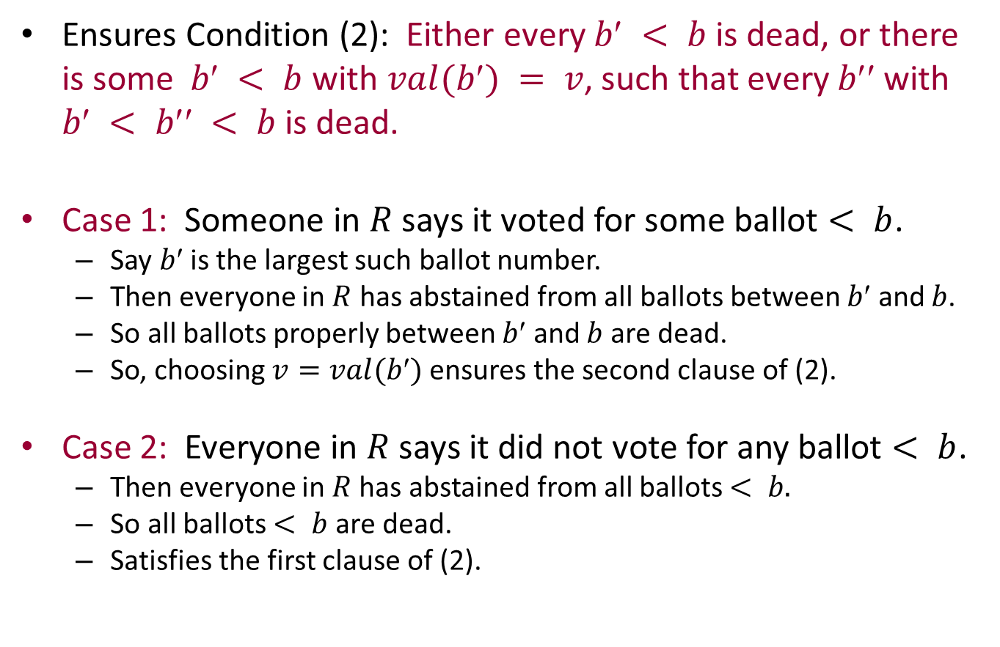 • Ensures Condition (2): Either every b′ < b is dead, or there
is some b′ < b with val(b′) = v, such that every b′′ with
b′ < b′′ < b is dead.
• Case 1: Someone in R says it voted for some ballot < b.
– Say b′ is the largest such ballot number.
– Then everyone in R has abstained from all ballots between b′ and b.
– So all ballots properly between b′ and b are dead.
– So, choosing v = val(b′) ensures the second clause of (2).
• Case 2: Everyone in R says it did not vote for any ballot < b.
– Then everyone in R has abstained from all ballots < b.
– So all ballots < b are dead.
– Satisfies the first clause of (2).